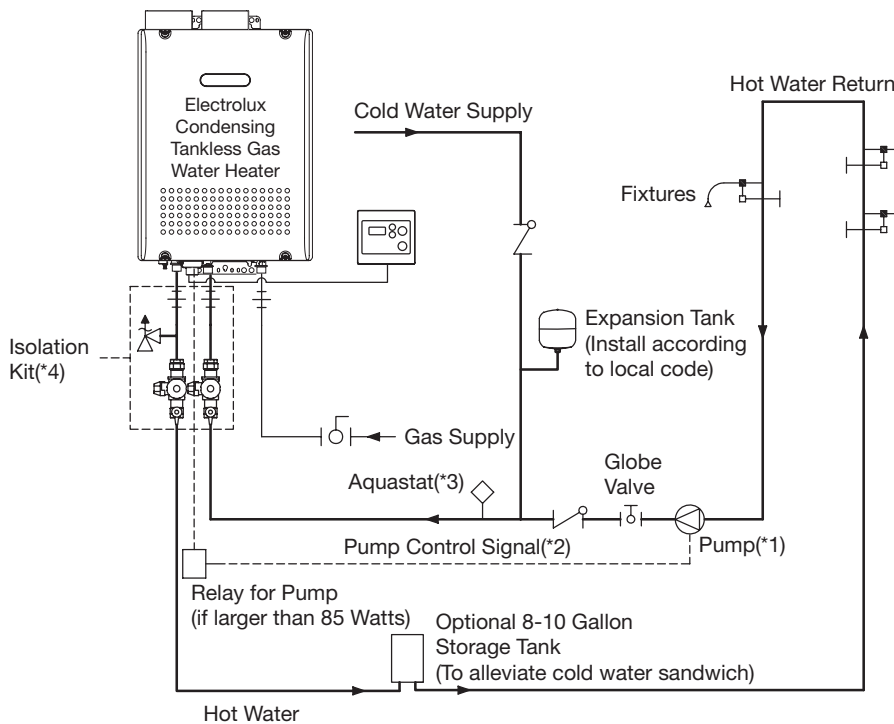 Electrolux
Condensing
Tankless Gas
Water Heater
Cold Water Supply
Hot Water Return
Fixtures
Expansion Tank
(Install according
to local code)
Isolation
Kit(*4)
Gas Supply
Globe
Valve
Aquastat(*3)
Pump Control Signal(*2)
Pump(*1)
Relay for Pump
(if larger than 85 Watts)
Optional 8-10 Gallon
Storage Tank
(To alleviate cold water sandwich)
Hot Water